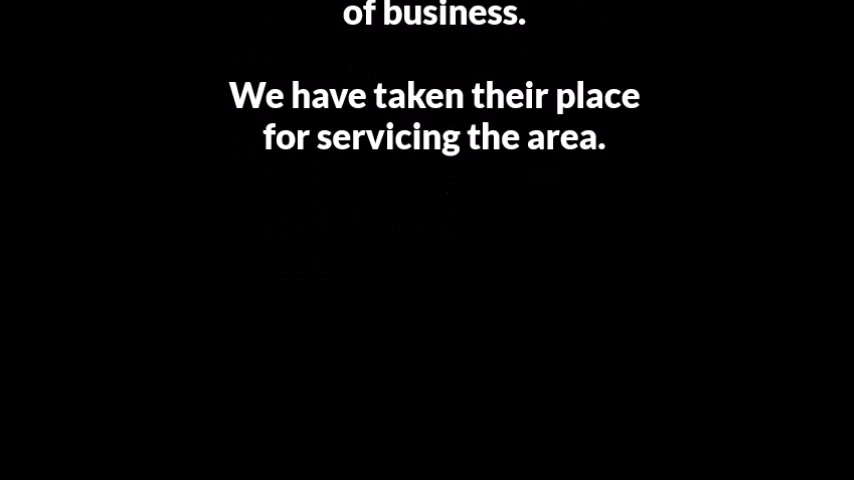 of business.
We have taken their place
for servicing the area.